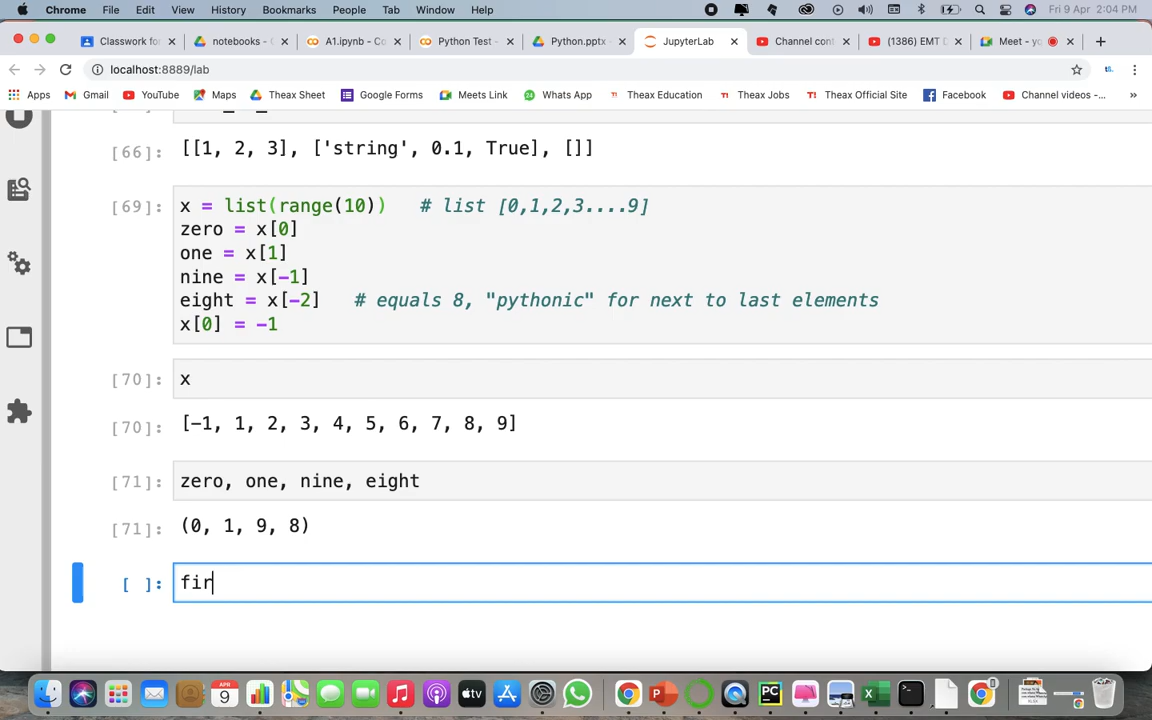 Chrome File Edit View History Bookmarks People Tab Window Help Fri 9 Apr 2:04 PM
Classwork for notebooks - G A1.ipynb - Co Python Test - Python.pptx JupyterLab Channel cont (1386) EMT D Meet - yq
localhost:8889/lab
Apps Gmail YouTube Maps Theax Sheet Google Forms Meets Link Whats App Theax Education Theax Jobs Theax Official Site Facebook Channel videos -... »
[66]: [[1, 2, 3], ['string', 0.1, True], []]
[69]: x = list(range(10)) # list [0,1,2,3....9]
zero = x[0]
one = x[1]
nine = x[-1]
eight = x[-2] # equals 8, "pythonic" for next to last elements
x[0] = -1
[70]: x
[70]: [-1, 1, 2, 3, 4, 5, 6, 7, 8, 9]
[71]: zero, one, nine, eight
[71]: (0, 1, 9, 8)
[ ]: fir